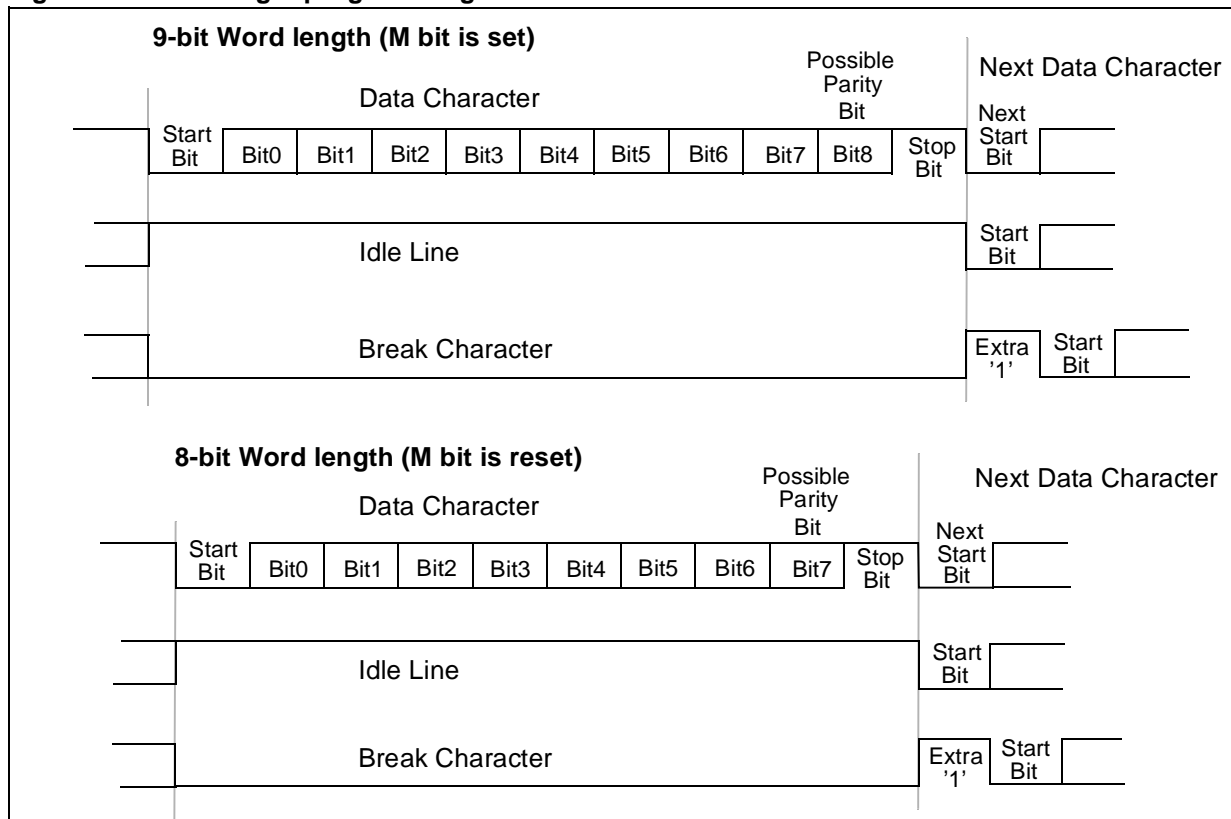 9-bit Word length (M bit is set)
Possible
Parity
Bit
Next Data Character
Data Character
Next
Start
Bit
Start
Bit
Bit0 Bit1 Bit2 Bit3 Bit4 Bit5 Bit6 Bit7 Bit8
Stop
Bit
Idle Line
Start
Bit
Break Character
Extra
'1'
Start
Bit
8-bit Word length (M bit is reset)
Possible
Parity
Bit
Next Data Character
Data Character
Next
Start
Bit
Start
Bit
Bit0 Bit1 Bit2 Bit3 Bit4 Bit5 Bit6 Bit7
Stop
Bit
Idle Line
Start
Bit
Break Character
Extra
'1'
Start
Bit